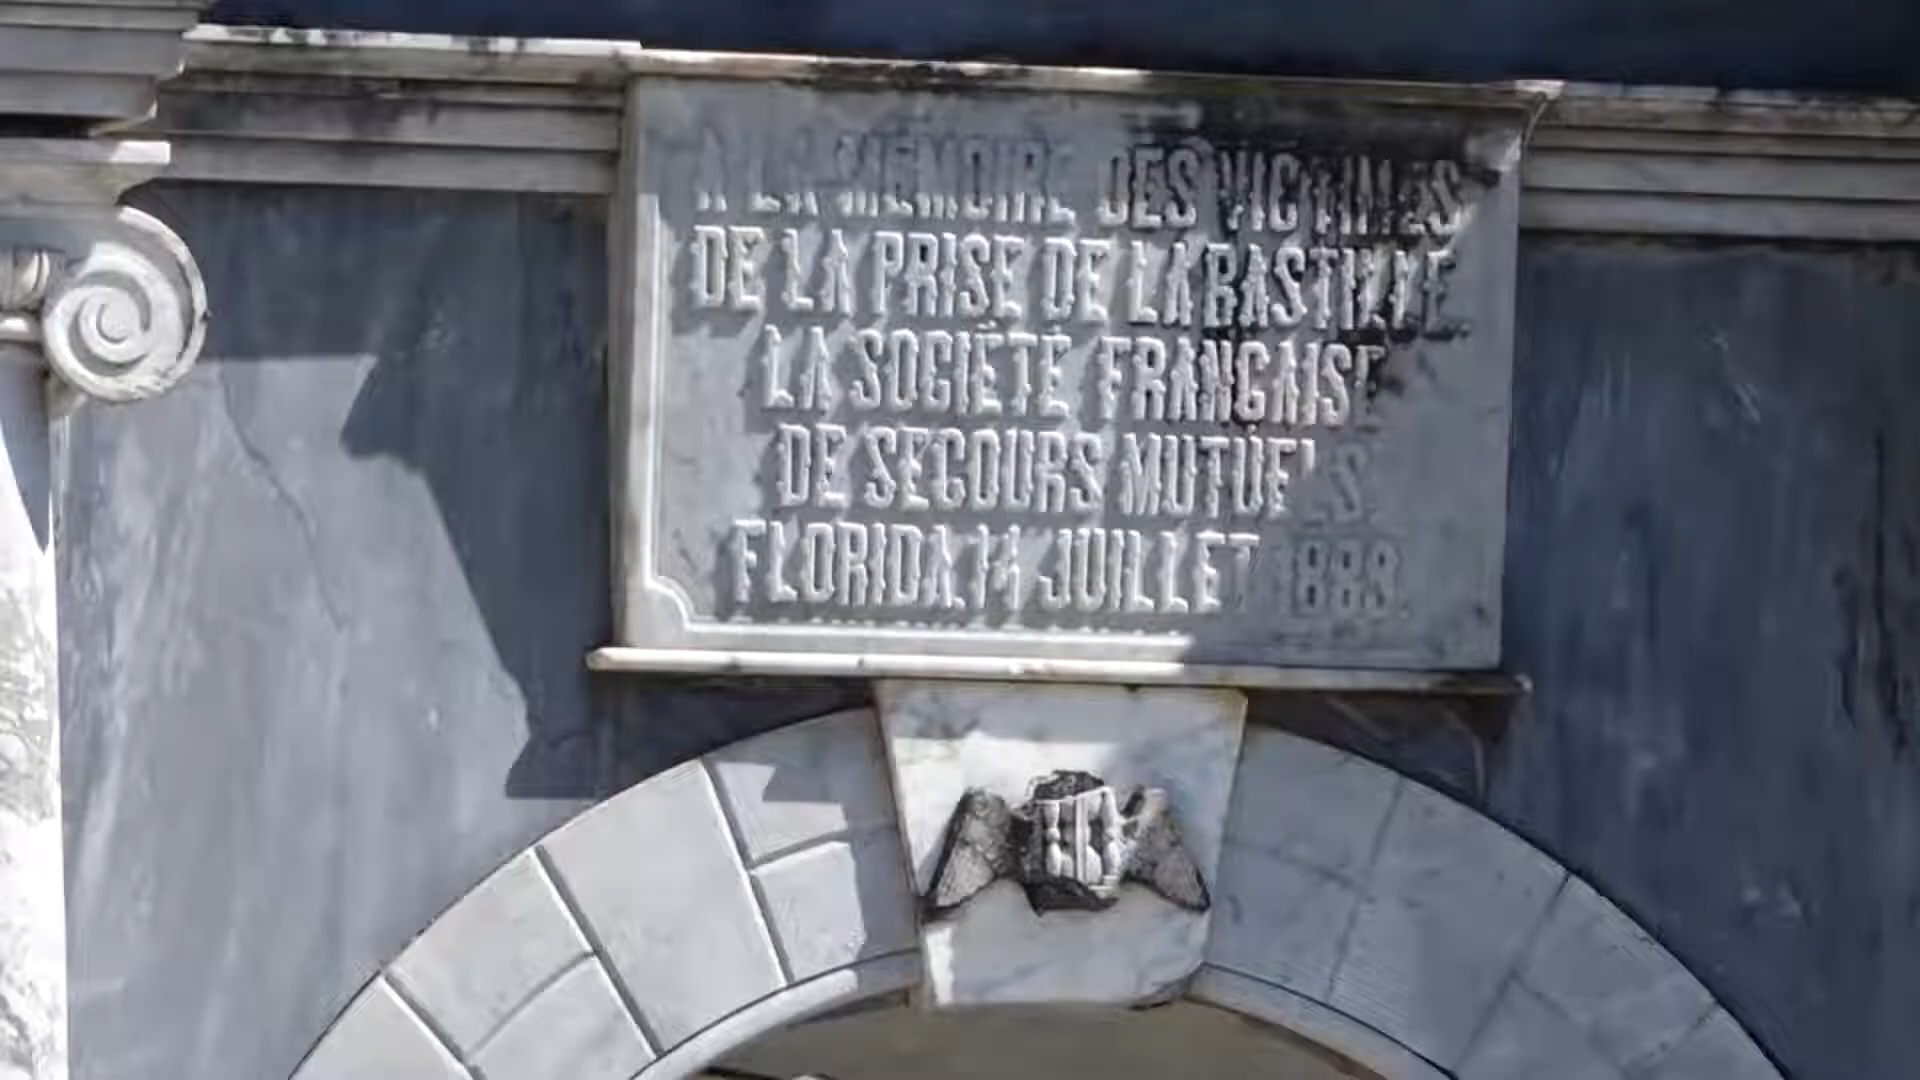 A LA MÉMOIRE DES VICTIMES
DE LA PRISE DE LA BASTILLE.
LA SOCIÉTÉ FRANÇAISE
DE SECOURS MUTUELS.
FLORIDA, 14 JUILLET